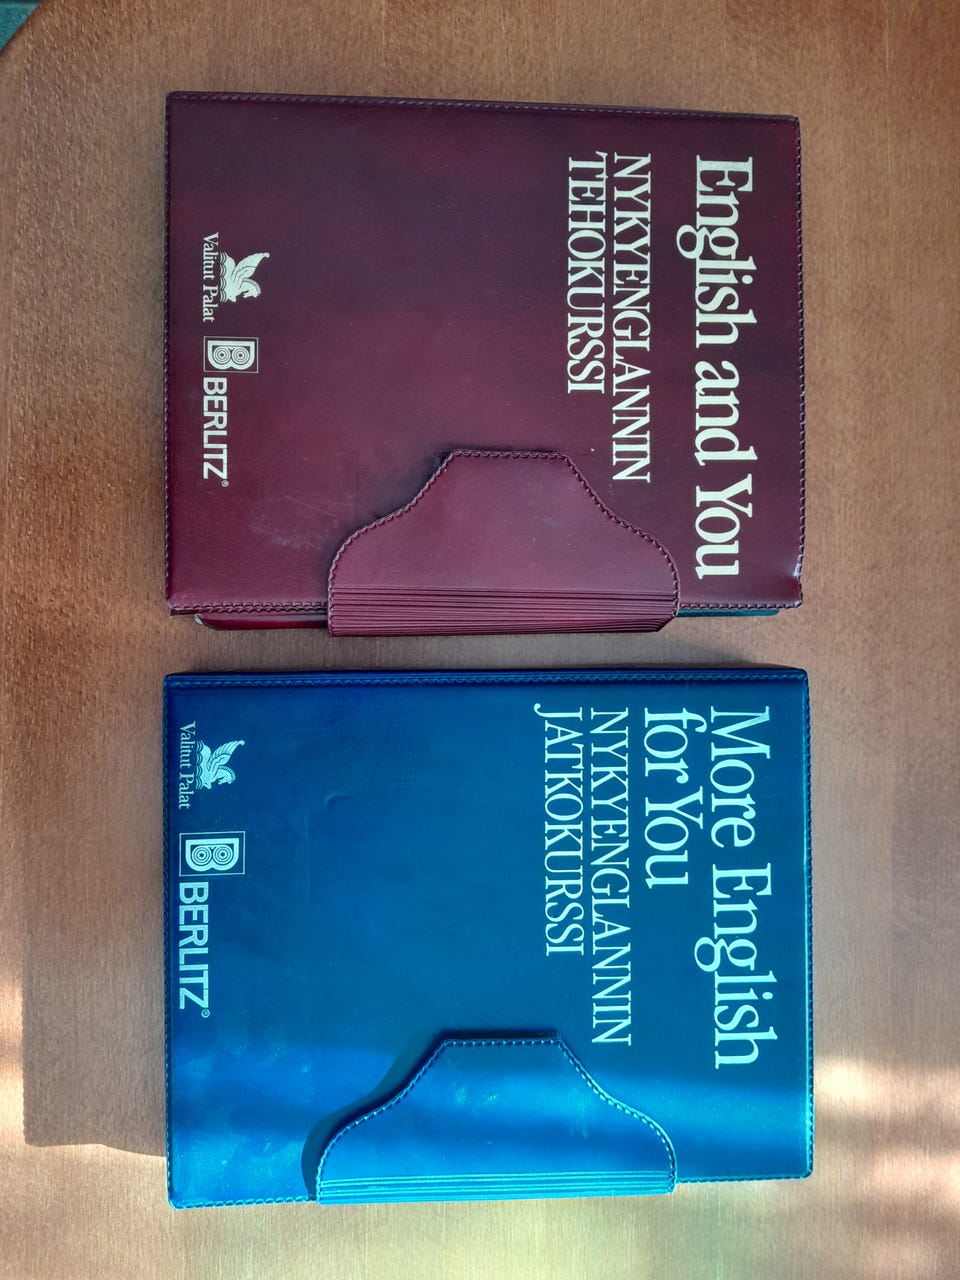 English and You
NYKYENGLANNIN
TEHOKURSSI
Valitut Palat
BERLITZ®
More English
for You
NYKYENGLANNIN
JATKOKURSSI
Valitut Palat
BERLITZ®